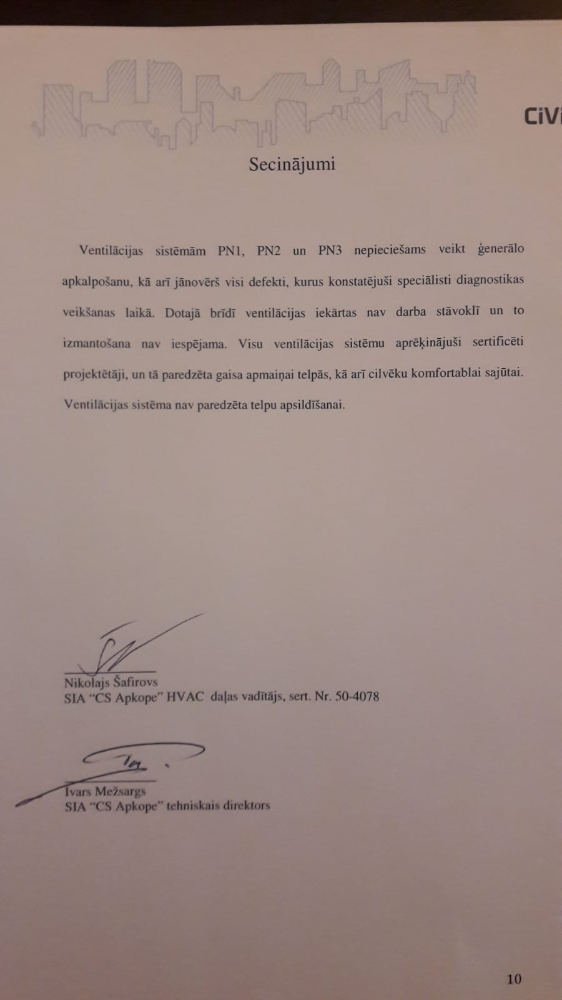 CiVi
Secinājumi
Ventilācijas sistēmām PN1, PN2 un PN3 nepieciešams veikt ģenerālo
apkalpošanu, kā arī jānovērš visi defekti, kurus konstatējuši speciālisti diagnostikas
veikšanas laikā. Dotajā brīdī ventilācijas iekārtas nav darba stāvoklī un to
izmantošana nav iespējama. Visu ventilācijas sistēmu aprēķinājuši sertificēti
projektētāji, un tā paredzēta gaisa apmaiņai telpās, kā arī cilvēku komfortablai sajūtai.
Ventilācijas sistēma nav paredzēta telpu apsildīšanai.
Nikolajs Šafirovs
SIA “CS Apkope” HVAC daļas vadītājs, sert. Nr. 50-4078
Ivars Mežsargs
SIA “CS Apkope” tehniskais direktors
10